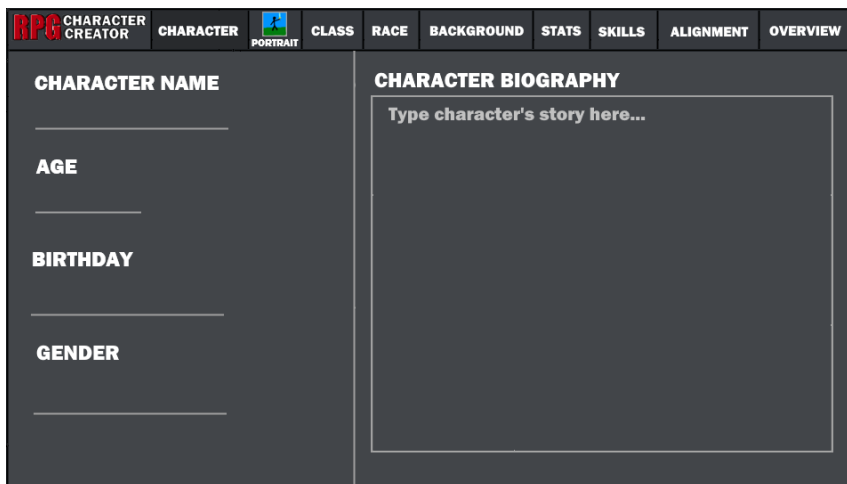 RPG CHARACTER CREATOR
CHARACTER
PORTRAIT
CLASS
RACE
BACKGROUND
STATS
SKILLS
ALIGNMENT
OVERVIEW
CHARACTER NAME
AGE
BIRTHDAY
GENDER
CHARACTER BIOGRAPHY
Type character's story here...